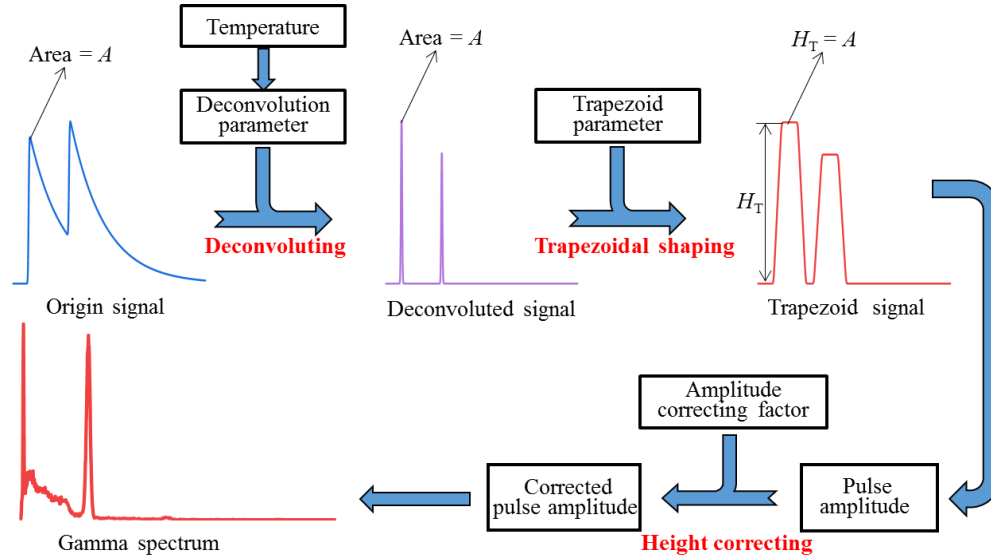 Temperature
Area = A
Area = A
H_T = A
Deconvolution
parameter
Trapezoid
parameter
H_T
Deconvoluting
Trapezoidal shaping
Origin signal
Deconvoluted signal
Trapezoid signal
Amplitude
correcting factor
Corrected
pulse amplitude
Pulse
amplitude
Gamma spectrum
Height correcting